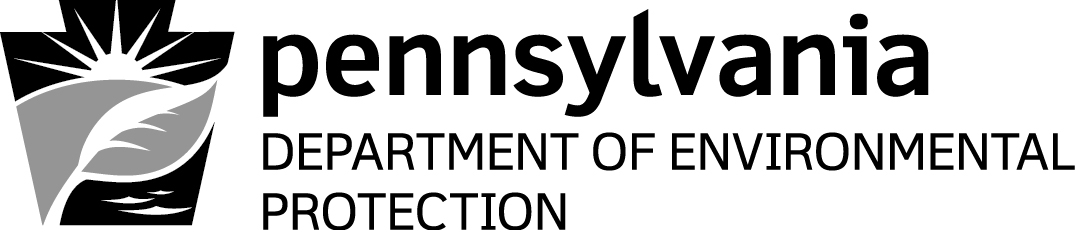 pennsylvania
DEPARTMENT OF ENVIRONMENTAL
PROTECTION